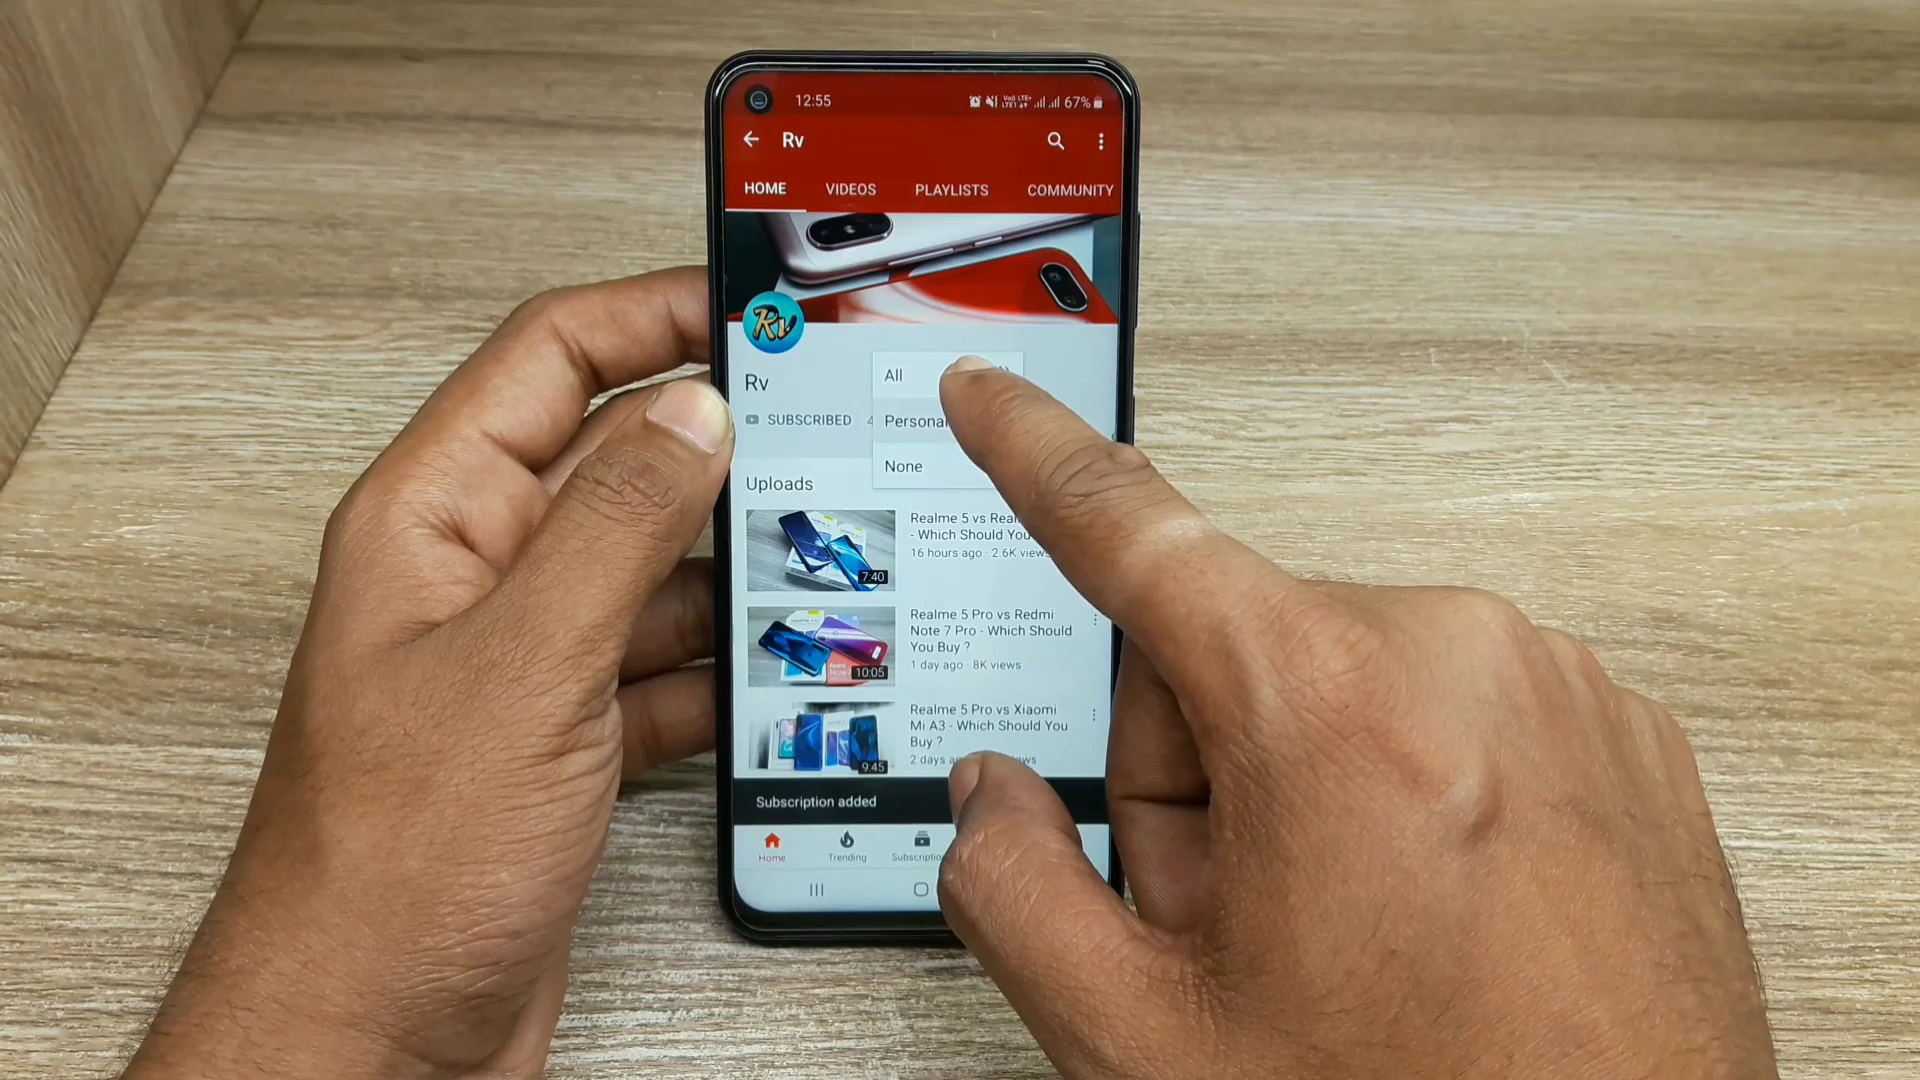 12:55
67%
Rv
HOME VIDEOS PLAYLISTS COMMUNITY
Rv
All
Rv
Personal
SUBSCRIBED
None
Uploads
Realme 5 vs
- Which Should You
16 hours ago · 2.6K views
7:40
Realme 5 Pro vs Redmi
Note 7 Pro - Which Should
You Buy ?
1 day ago · 8K views
10:05
Realme 5 Pro vs Xiaomi
Mi A3 - Which Should You
Buy ?
2 days
9:45
Subscription added
Home Trending